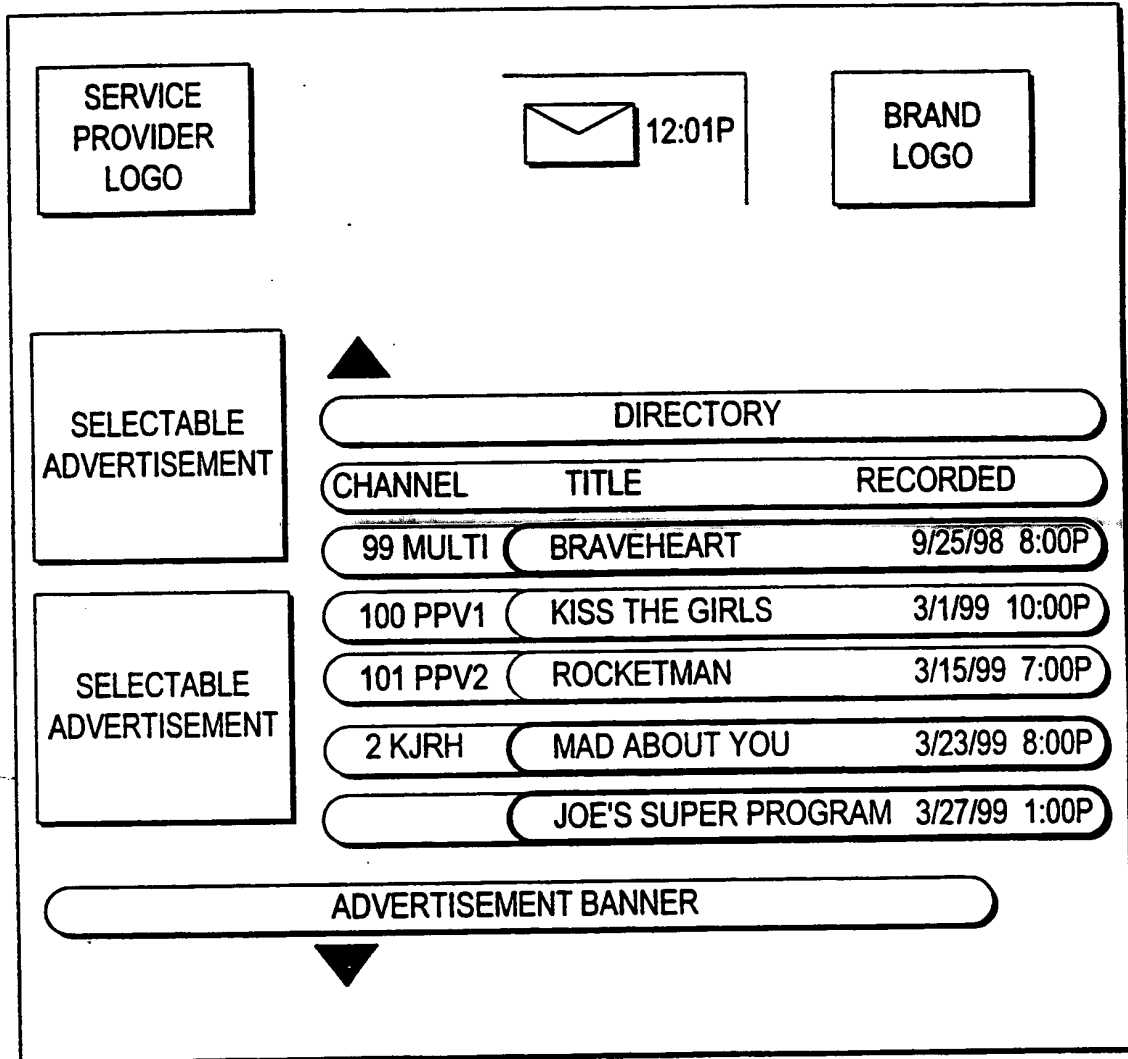 SERVICE
PROVIDER
LOGO
12:01P
BRAND
LOGO
SELECTABLE
ADVERTISEMENT
SELECTABLE
ADVERTISEMENT
DIRECTORY
CHANNEL TITLE RECORDED
99 MULTI BRAVEHEART 9/25/98 8:00P
100 PPV1 KISS THE GIRLS 3/1/99 10:00P
101 PPV2 ROCKETMAN 3/15/99 7:00P
2 KJRH MAD ABOUT YOU 3/23/99 8:00P
JOE'S SUPER PROGRAM 3/27/99 1:00P
ADVERTISEMENT BANNER